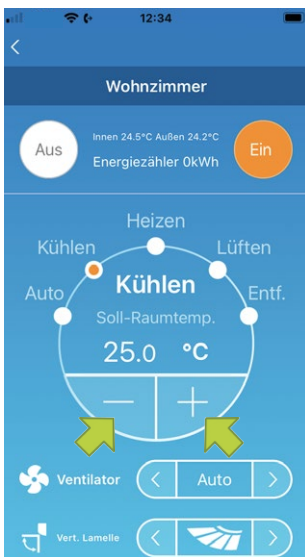 12:34
Wohnzimmer
Aus
Innen 24.5°C Außen 24.2°C
Energiezähler 0kWh
Ein
Heizen
Kühlen
Lüften
Auto
Kühlen
Entf.
Soll-Raumtemp.
25.0 °C
Ventilator
Auto
Vert. Lamelle